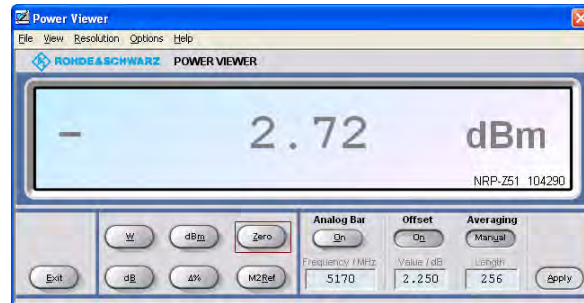 Power Viewer
File View Resolution Options Help
ROHDE&SCHWARZ POWER VIEWER
- 2.72 dBm
NRP-Z51 104290
Analog Bar Offset Averaging
W dBm Zero On On Manual
Frequency / MHz Value / dB Length
Exit dB Δ% M2Ref 5170 2.250 256 Apply